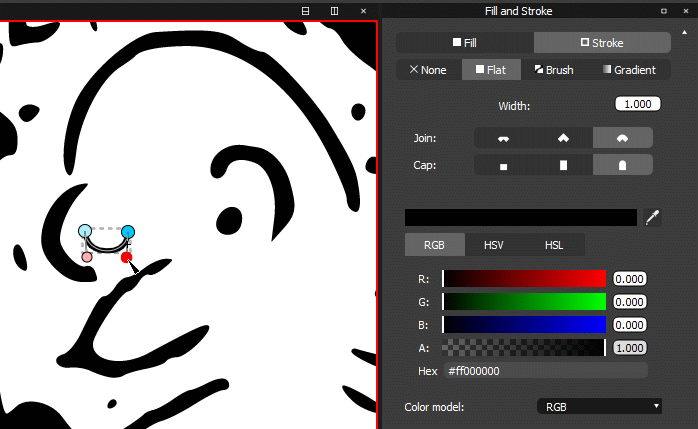 Fill and Stroke
Fill Stroke
None Flat Brush Gradient
Width: 1.000
Join:
Cap:
RGB HSV HSL
R: 0.000
G: 0.000
B: 0.000
A: 1.000
Hex #ff000000
Color model: RGB